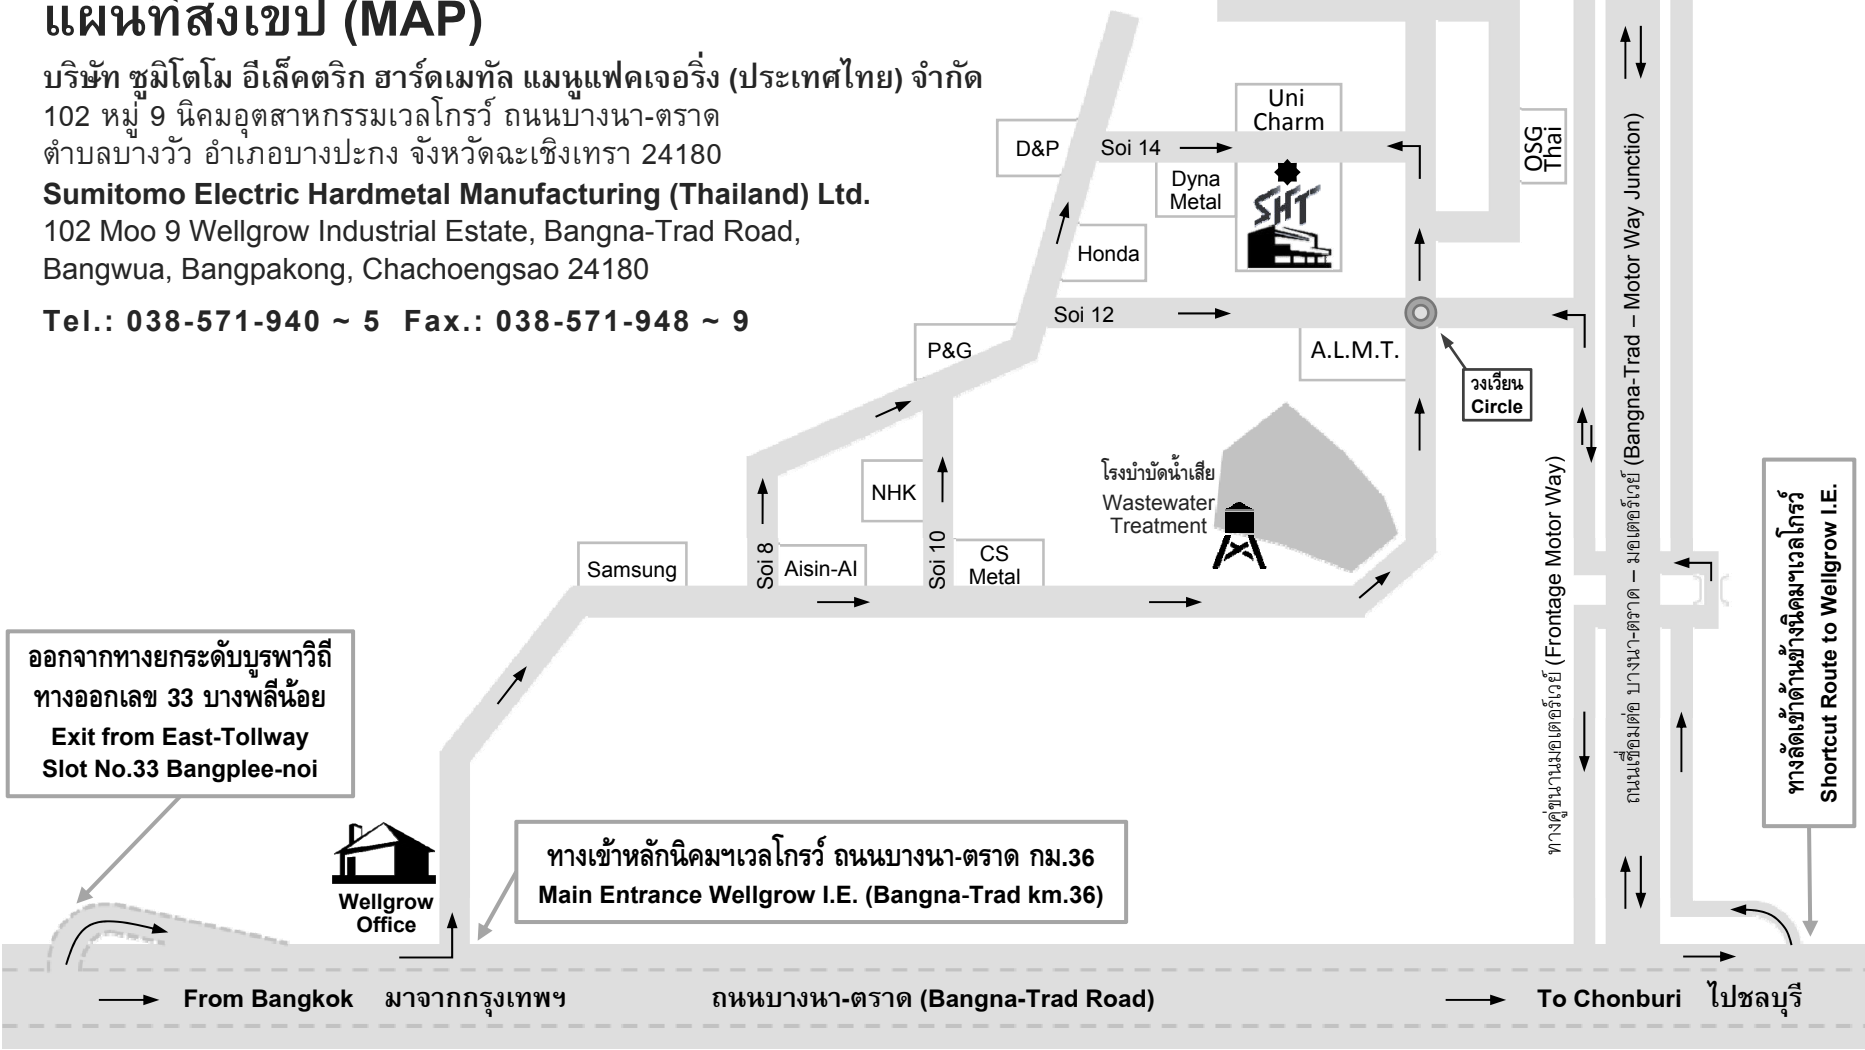 แผนที่สังเขป (MAP)
บริษัท ซูมิโตโม อีเล็คตริก ฮาร์ดเมทัล แมนูแฟคเจอริ่ง (ประเทศไทย) จำกัด
102 หมู่ 9 นิคมอุตสาหกรรมเวลโกรว์ ถนนบางนา-ตราด
ตำบลบางวัว อำเภอบางปะกง จังหวัดฉะเชิงเทรา 24180
Sumitomo Electric Hardmetal Manufacturing (Thailand) Ltd.
102 Moo 9 Wellgrow Industrial Estate, Bangna-Trad Road,
Bangwua, Bangpakong, Chachoengsao 24180
Tel.: 038-571-940 ~ 5 Fax.: 038-571-948 ~ 9
Uni
Charm
D&P
Soi 14
Dyna
Metal
SHT
OSG
Thai
Honda
Soi 12
P&G
A.L.M.T.
วงเวียน
Circle
โรงบำบัดน้ำเสีย
Wastewater
Treatment
NHK
Soi 10
Soi 8
Samsung
Aisin-AI
CS
Metal
ทางคู่ขนานมอเตอร์เวย์ (Frontage Motor Way)
ถนนเชื่อมต่อ บางนา-ตราด – มอเตอร์เวย์ (Bangna-Trad – Motor Way Junction)
ทางลัดเข้าด้านข้างนิคมฯเวลโกรว์
Shortcut Route to Wellgrow I.E.
ออกจากทางยกระดับบูรพาวิถี
ทางออกเลข 33 บางพลีน้อย
Exit from East-Tollway
Slot No.33 Bangplee-noi
Wellgrow
Office
ทางเข้าหลักนิคมฯเวลโกรว์ ถนนบางนา-ตราด กม.36
Main Entrance Wellgrow I.E. (Bangna-Trad km.36)
From Bangkok มาจากกรุงเทพฯ
ถนนบางนา-ตราด (Bangna-Trad Road)
To Chonburi ไปชลบุรี